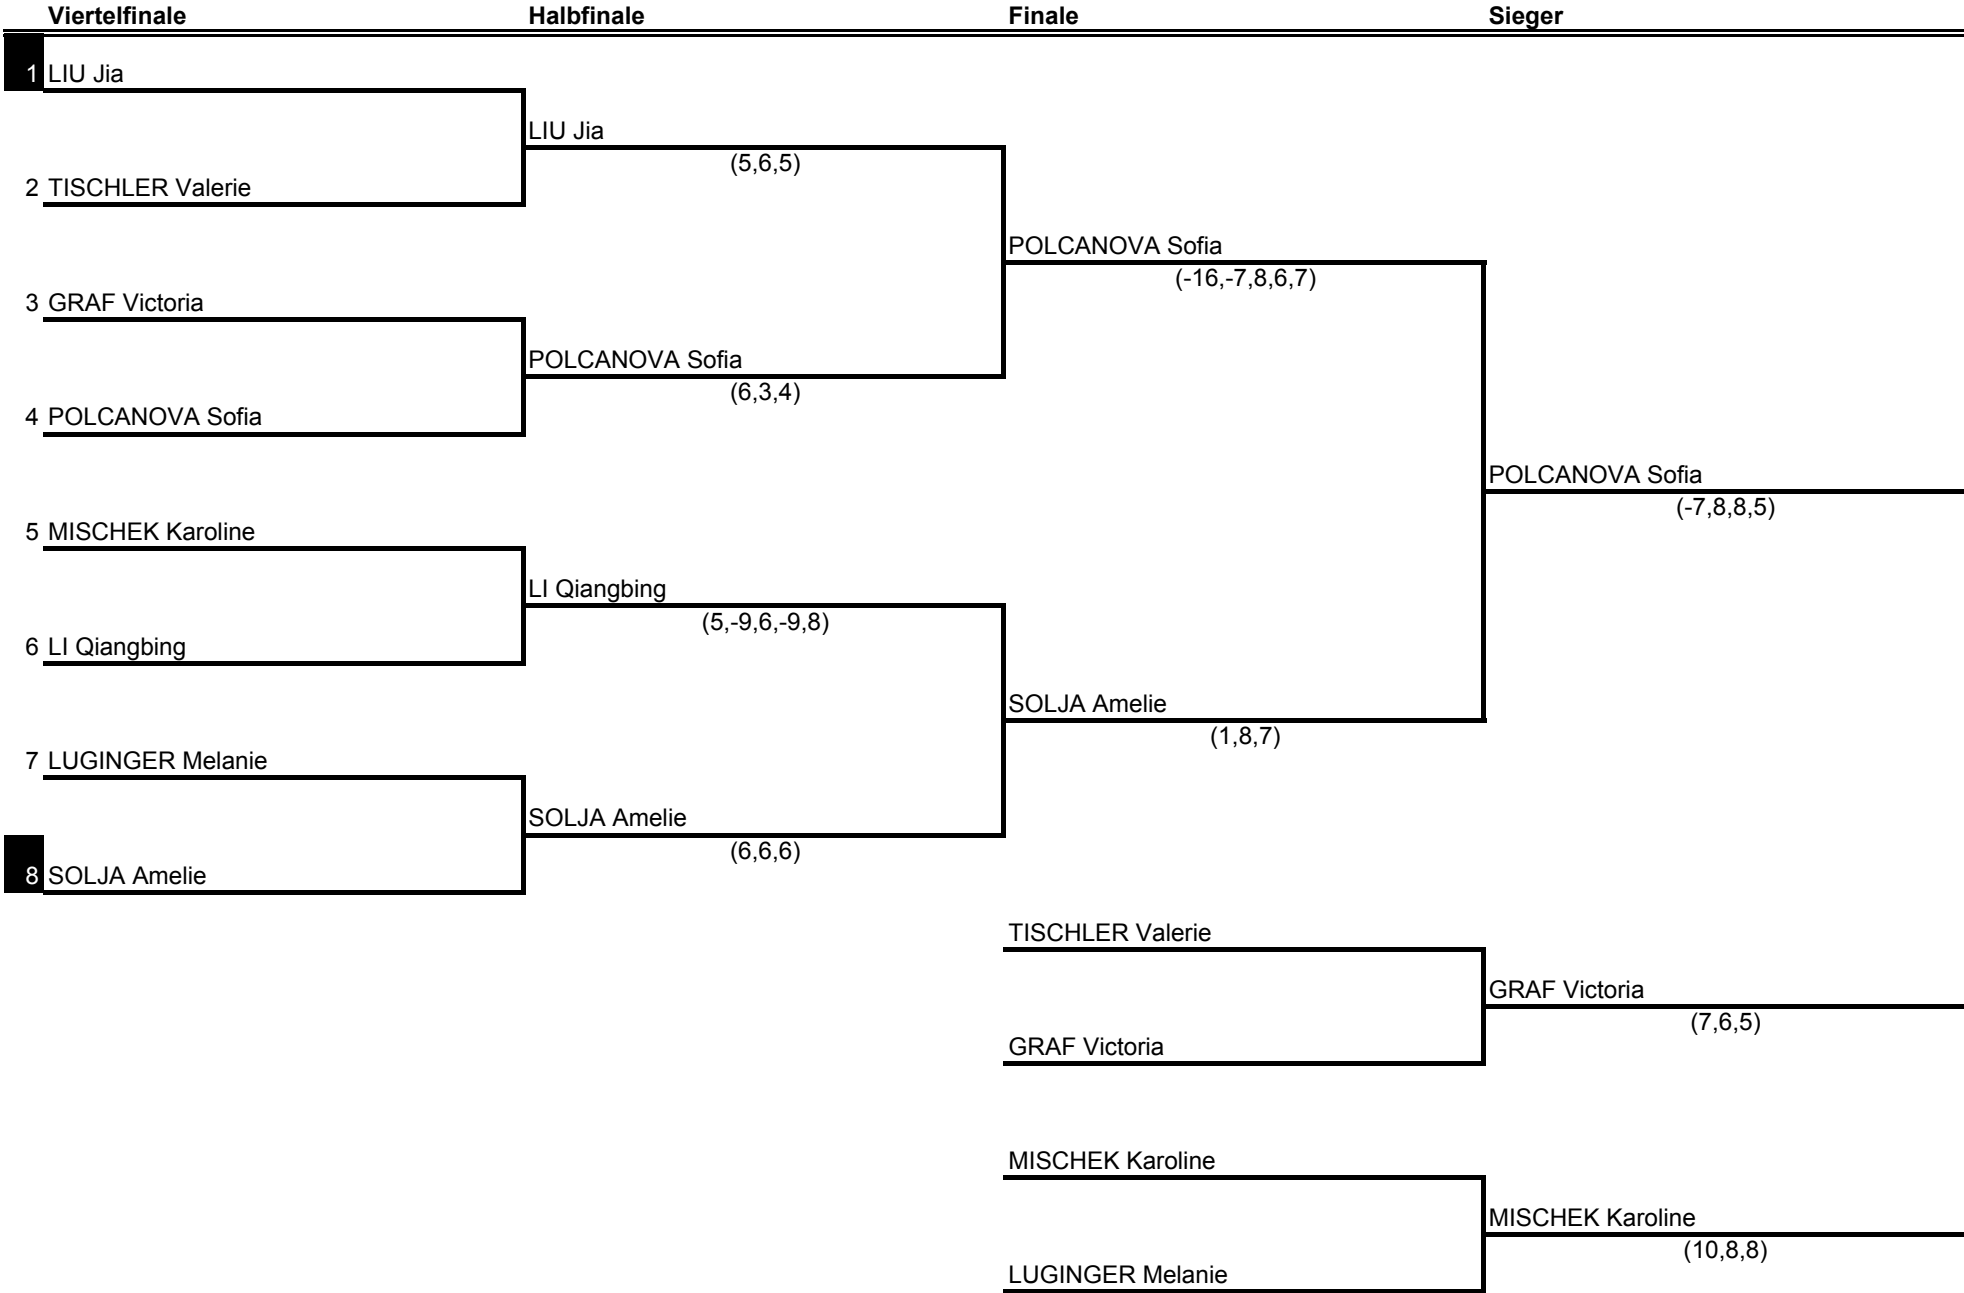 Viertelfinale Halbfinale Finale Sieger
1 LIU Jia
LIU Jia
(5,6,5)
2 TISCHLER Valerie
POLCANOVA Sofia
(-16,-7,8,6,7)
3 GRAF Victoria
POLCANOVA Sofia
(6,3,4)
4 POLCANOVA Sofia
POLCANOVA Sofia
(-7,8,8,5)
5 MISCHEK Karoline
LI Qiangbing
(5,-9,6,-9,8)
6 LI Qiangbing
SOLJA Amelie
(1,8,7)
7 LUGINGER Melanie
SOLJA Amelie
(6,6,6)
8 SOLJA Amelie
TISCHLER Valerie
GRAF Victoria
(7,6,5)
GRAF Victoria
MISCHEK Karoline
MISCHEK Karoline
(10,8,8)
LUGINGER Melanie